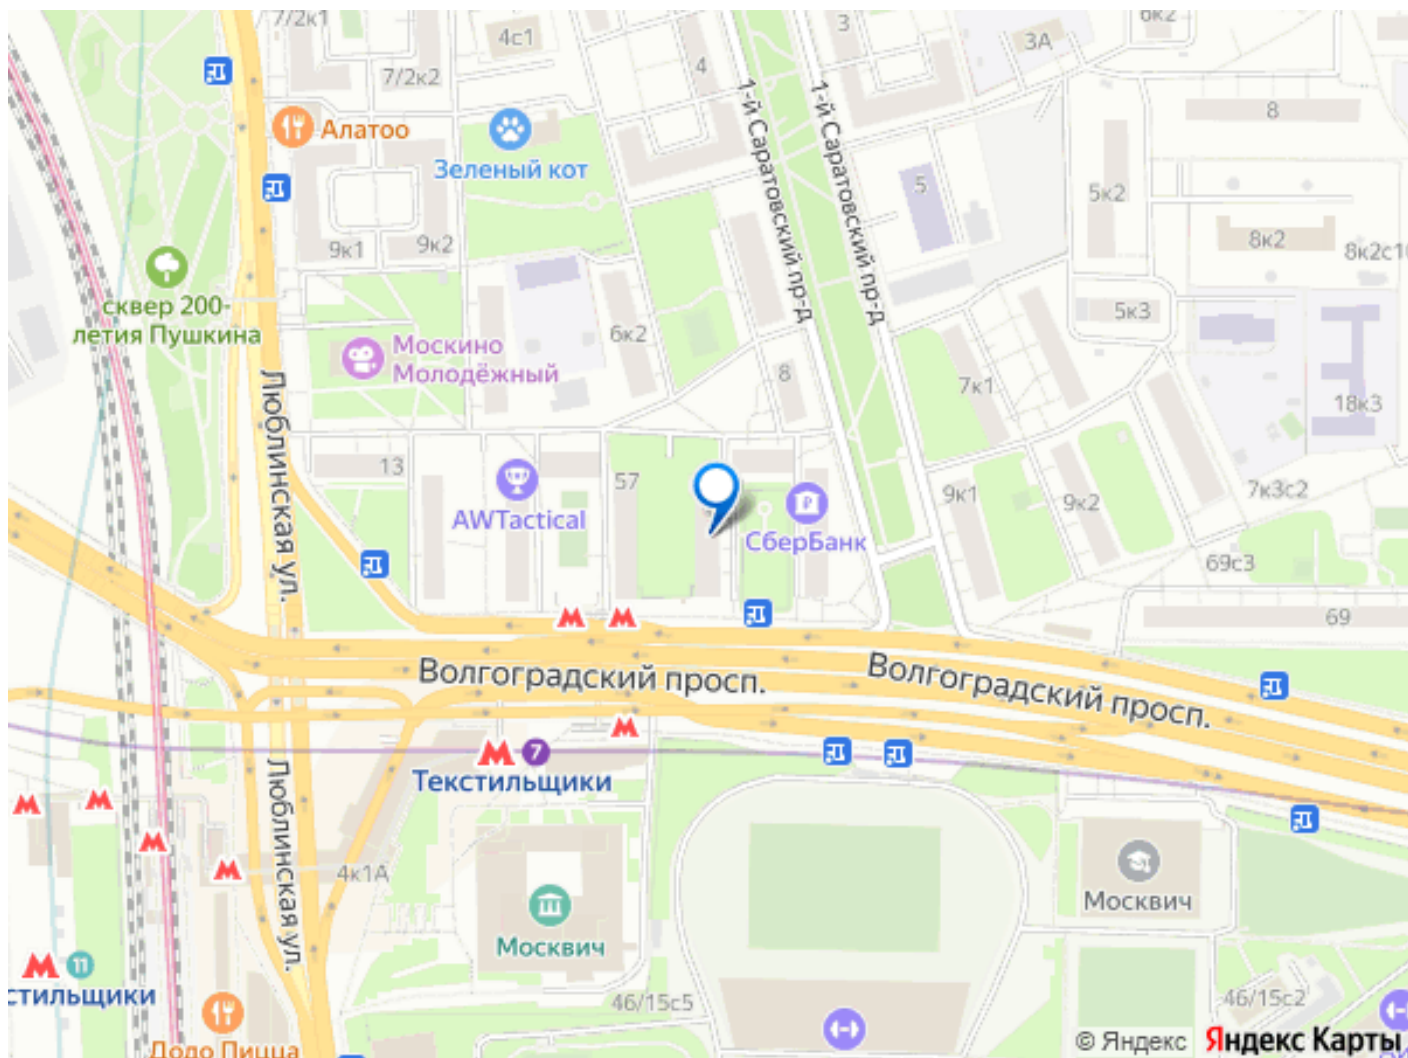 7/2к1
4с1
3
3А
6к2
7/2к2
4
1-й Саратовский пр-д
1-й Саратовский пр-д
8
Алатоо
Зеленый кот
5
5к2
9к1
9к2
8к2
8к2с1
сквер 200-
летия Пушкина
6к2
5к3
Москино
Молодёжный
8
7к1
18к3
Люблинская ул.
13
57
AWTactical
СберБанк
9к1
9к2
7к3с2
69с3
69
Волгоградский просп.
Волгоградский просп.
7
Текстильщики
Люблинская ул.
4к1А
Москвич
Москвич
11
стильщики
46/15с5
46/15с2
Додо Пицца
© Яндекс Яндекс Карты